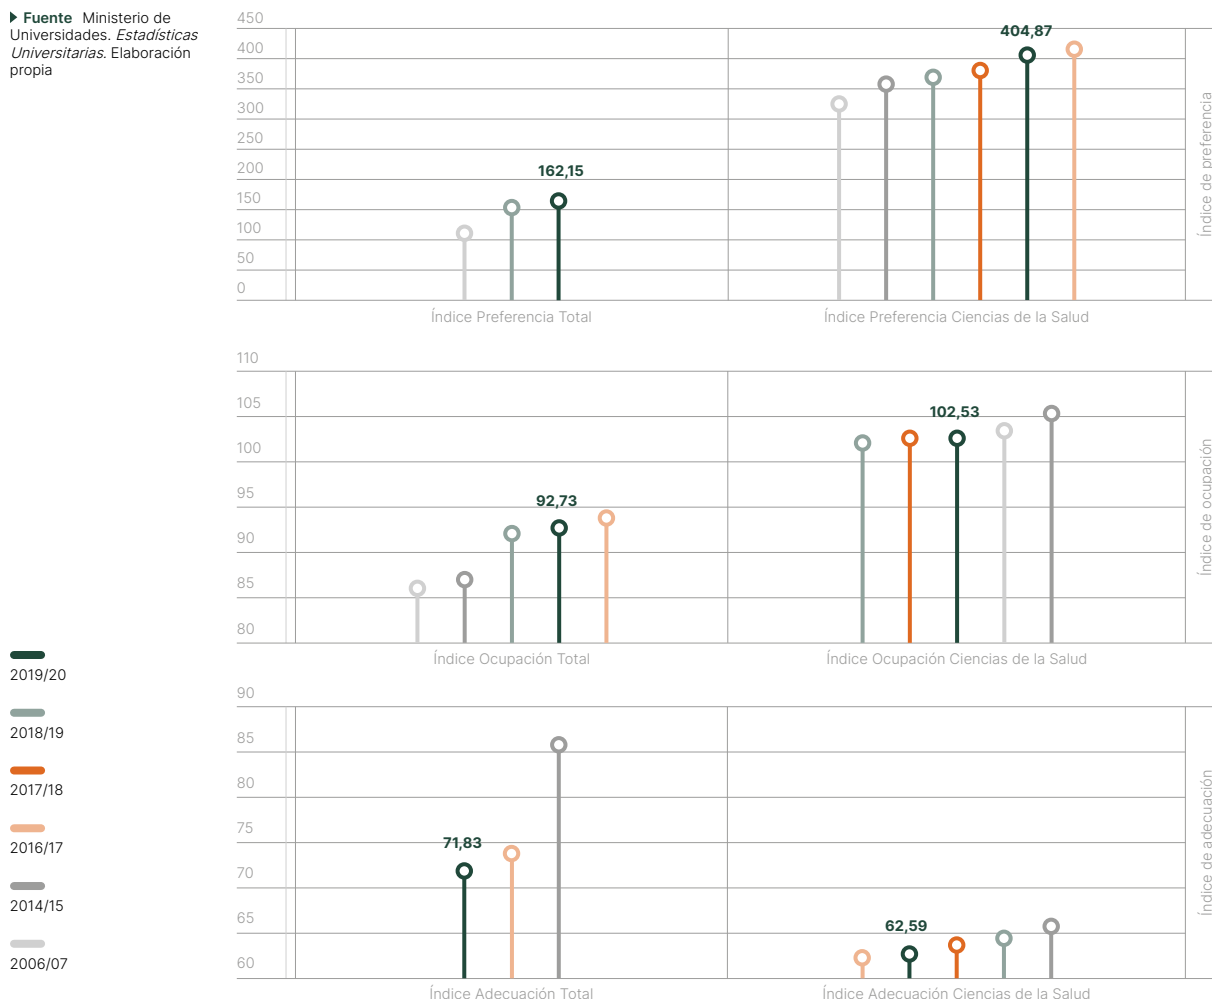 Fuente Ministerio de
Universidades. Estadísticas
Universitarias. Elaboración
propia
450
400
350
300
250
200
150
100
50
0
162,15
404,87
Índice Preferencia Total
Índice Preferencia Ciencias de la Salud
Índice de preferencia
110
105
100
95
90
85
80
92,73
102,53
Índice Ocupación Total
Índice Ocupación Ciencias de la Salud
Índice de ocupación
90
85
80
75
70
65
60
71,83
62,59
Índice Adecuación Total
Índice Adecuación Ciencias de la Salud
Índice de adecuación
2019/20
2018/19
2017/18
2016/17
2014/15
2006/07